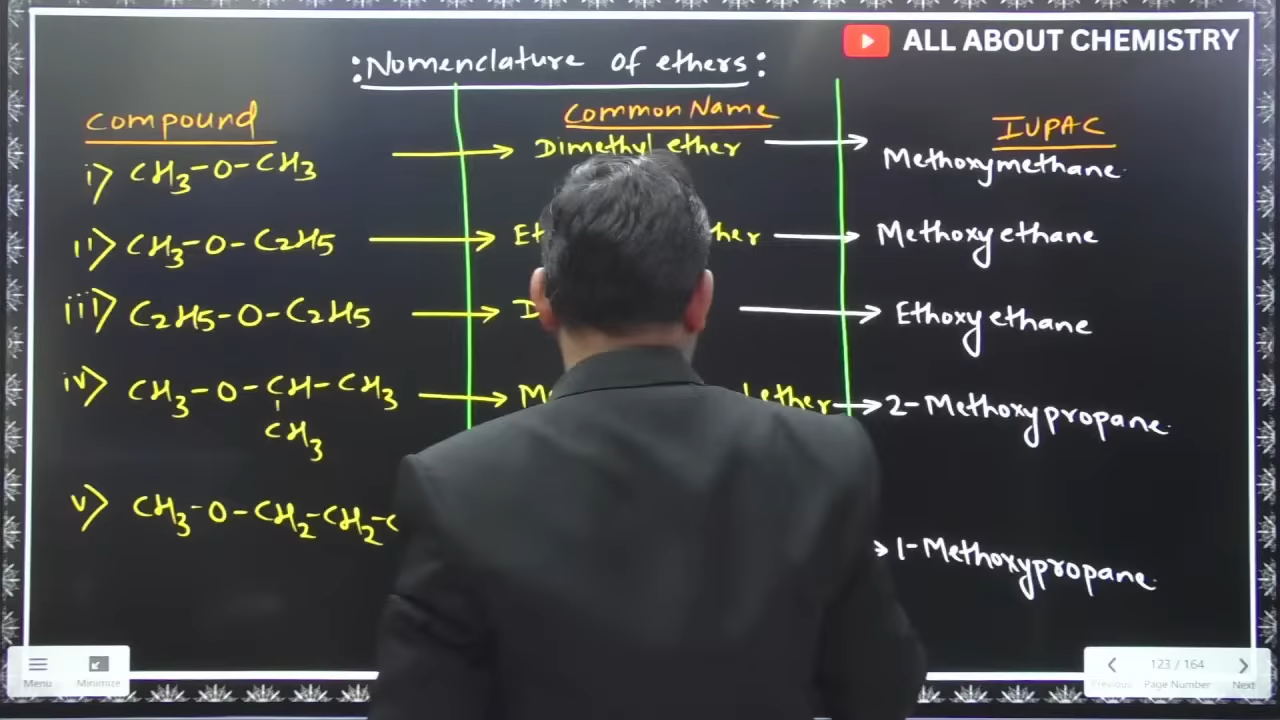 ALL ABOUT CHEMISTRY
:Nomenclature of ethers:
Compound Common Name IUPAC
i) CH3-O-CH3 → Dimethyl ether → Methoxymethane
ii) CH3-O-C2H5 → → Methoxyethane
iii) C2H5-O-C2H5 → → Ethoxyethane
iv) CH3-O-CH-CH3 → ether → 2-Methoxypropane
CH3
v) CH3-O-CH2-CH2- 1-Methoxypropane
Menu Minimize
123 / 164
Previous Page Number Next